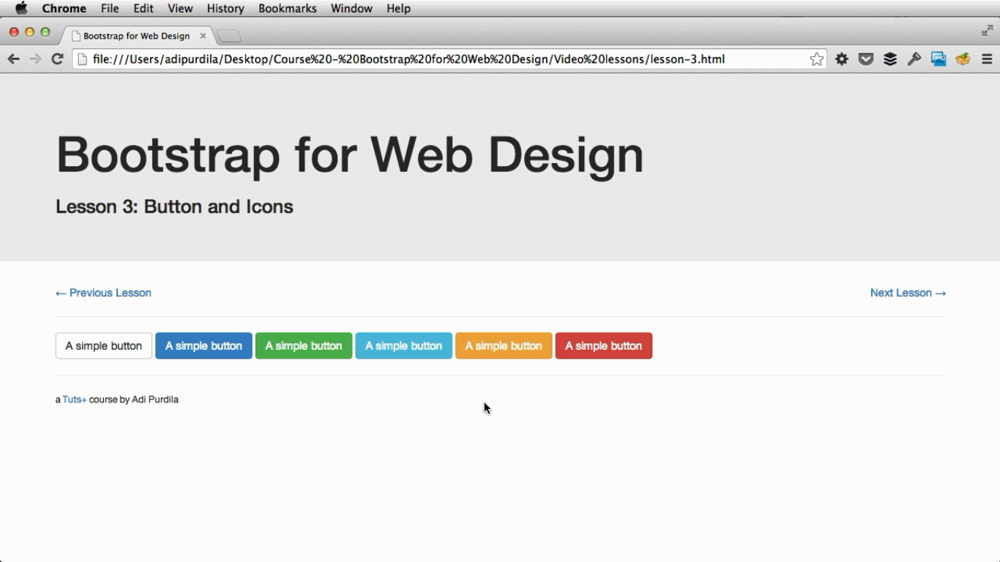 Chrome File Edit View History Bookmarks Window Help
Bootstrap for Web Design
file:///Users/adipurdila/Desktop/Course%20-%20Bootstrap%20for%20Web%20Design/Video%20lessons/lesson-3.html
Bootstrap for Web Design
Lesson 3: Button and Icons
← Previous Lesson Next Lesson →
A simple button A simple button A simple button A simple button A simple button A simple button
a Tuts+ course by Adi Purdila